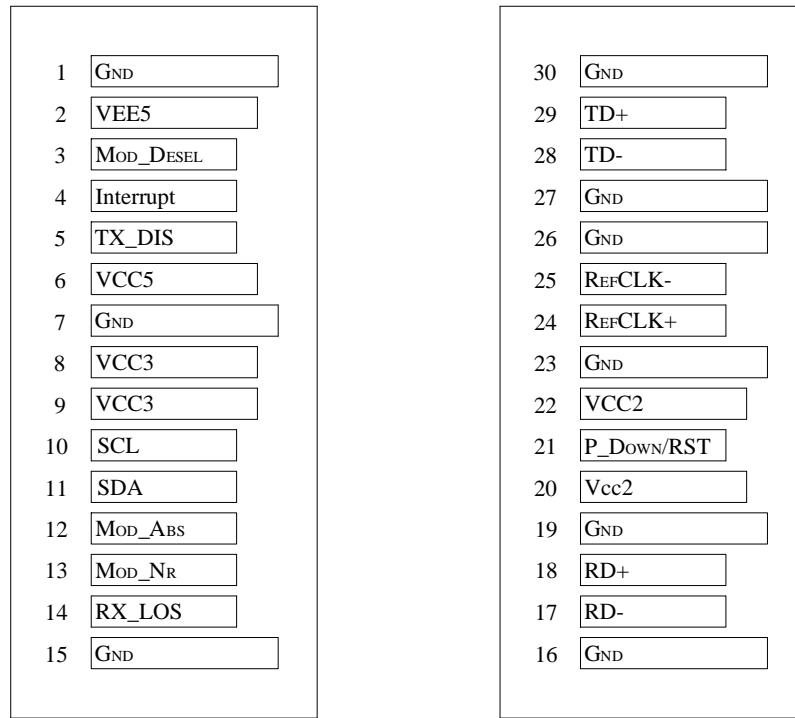 1 GND
2 VEE5
3 MOD_DESEL
4 Interrupt
5 TX_DIS
6 VCC5
7 GND
8 VCC3
9 VCC3
10 SCL
11 SDA
12 MOD_ABS
13 MOD_NR
14 RX_LOS
15 GND
30 GND
29 TD+
28 TD-
27 GND
26 GND
25 REFCLK-
24 REFCLK+
23 GND
22 VCC2
21 P_DOWN/RST
20 Vcc2
19 GND
18 RD+
17 RD-
16 GND